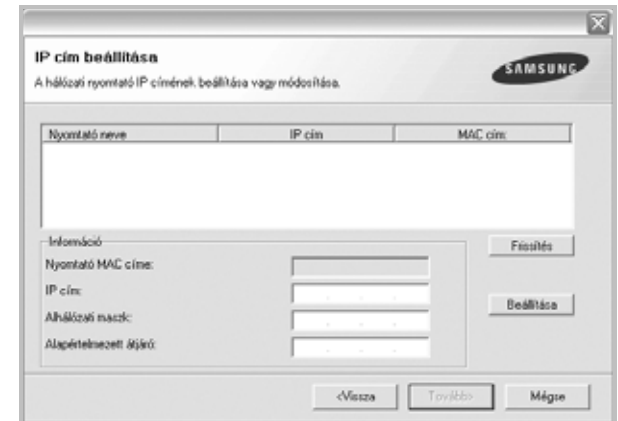 IP cím beállítása
A hálózati nyomtató IP címének beállítása vagy módosítása.
SAMSUNG
Nyomtató neve IP cím MAC cím:
Információ
Nyomtató MAC címe:
IP cím:
Alhálózati maszk:
Alapértelmezett átjáró:
Frissítés
Beállítása
<Vissza Tovább> Mégse